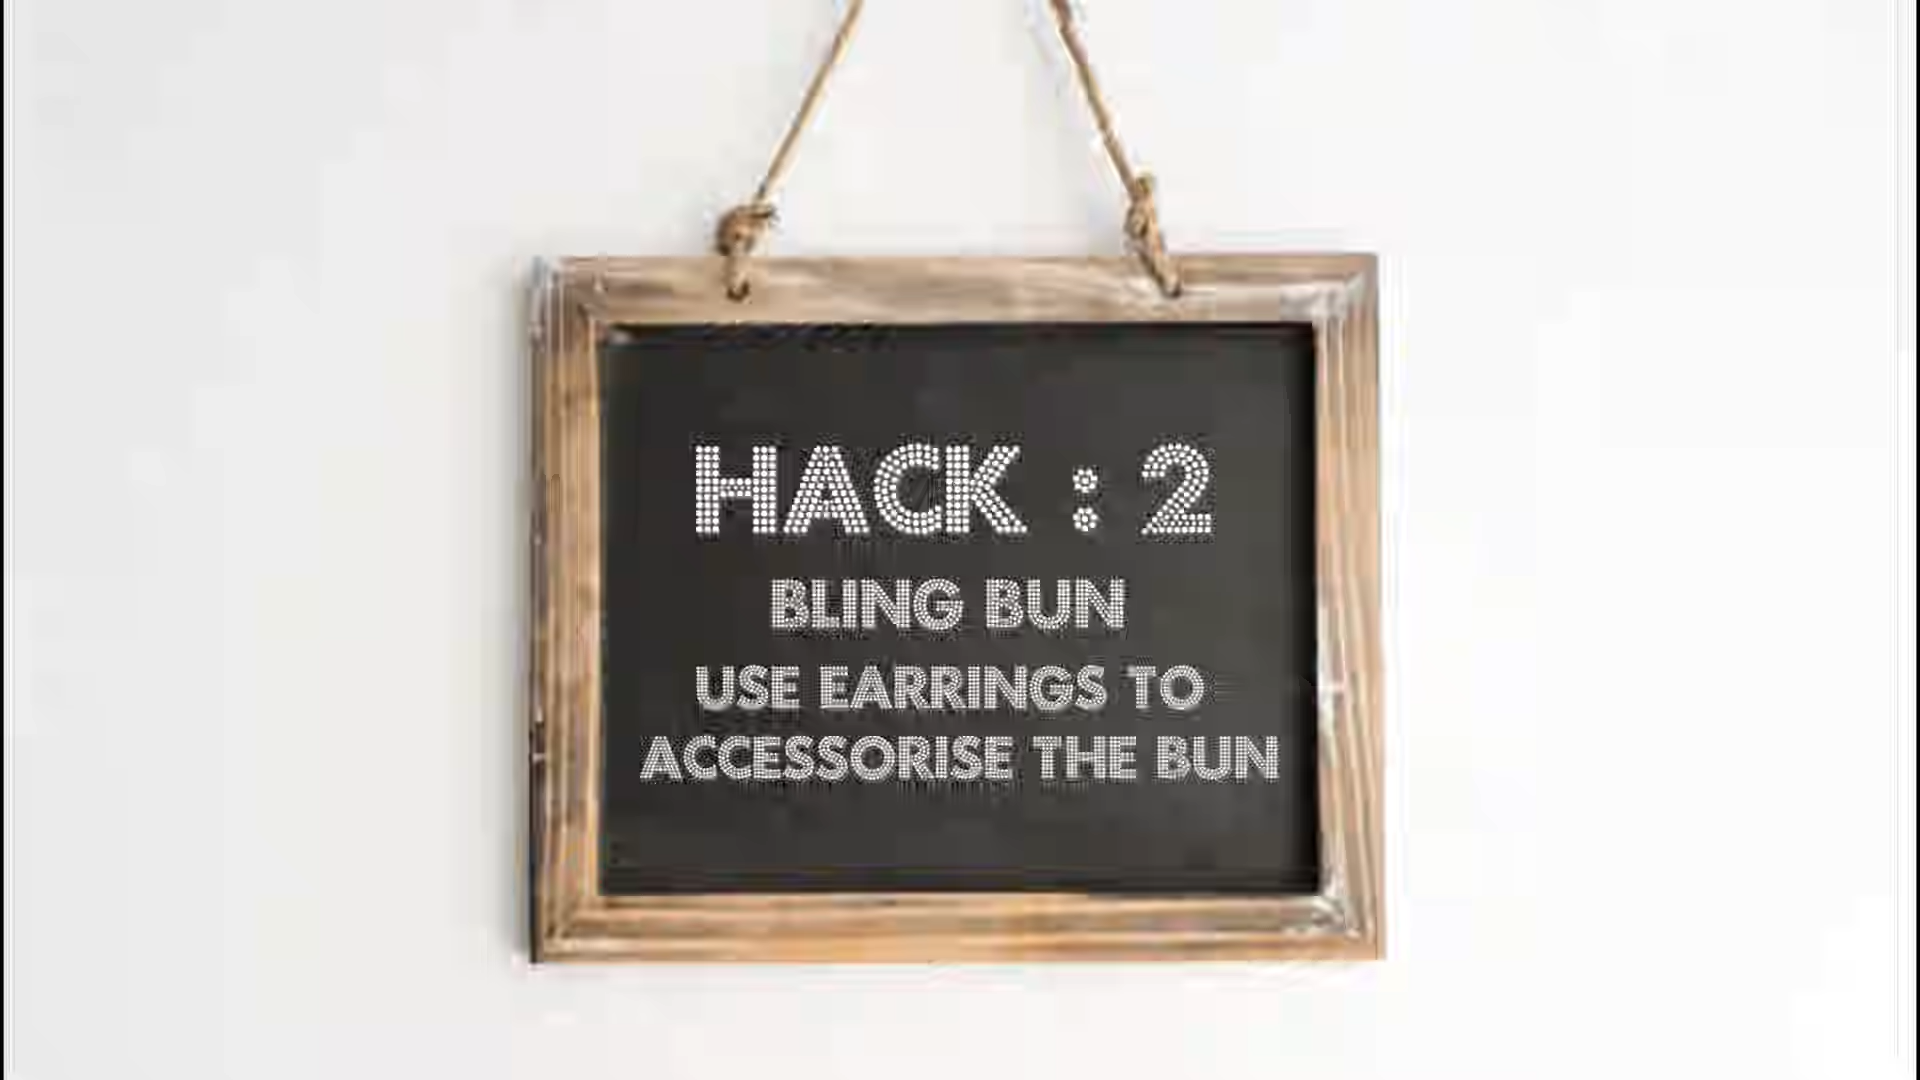 HACK : 2
BLING BUN
USE EARRINGS TO
ACCESSORISE THE BUN